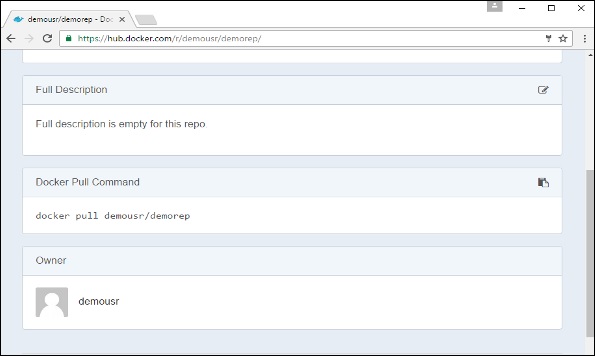 demousr/demorep - Doc
https://hub.docker.com/r/demousr/demorep/
Full Description
Full description is empty for this repo
Docker Pull Command
docker pull demousr/demorep
Owner
demousr